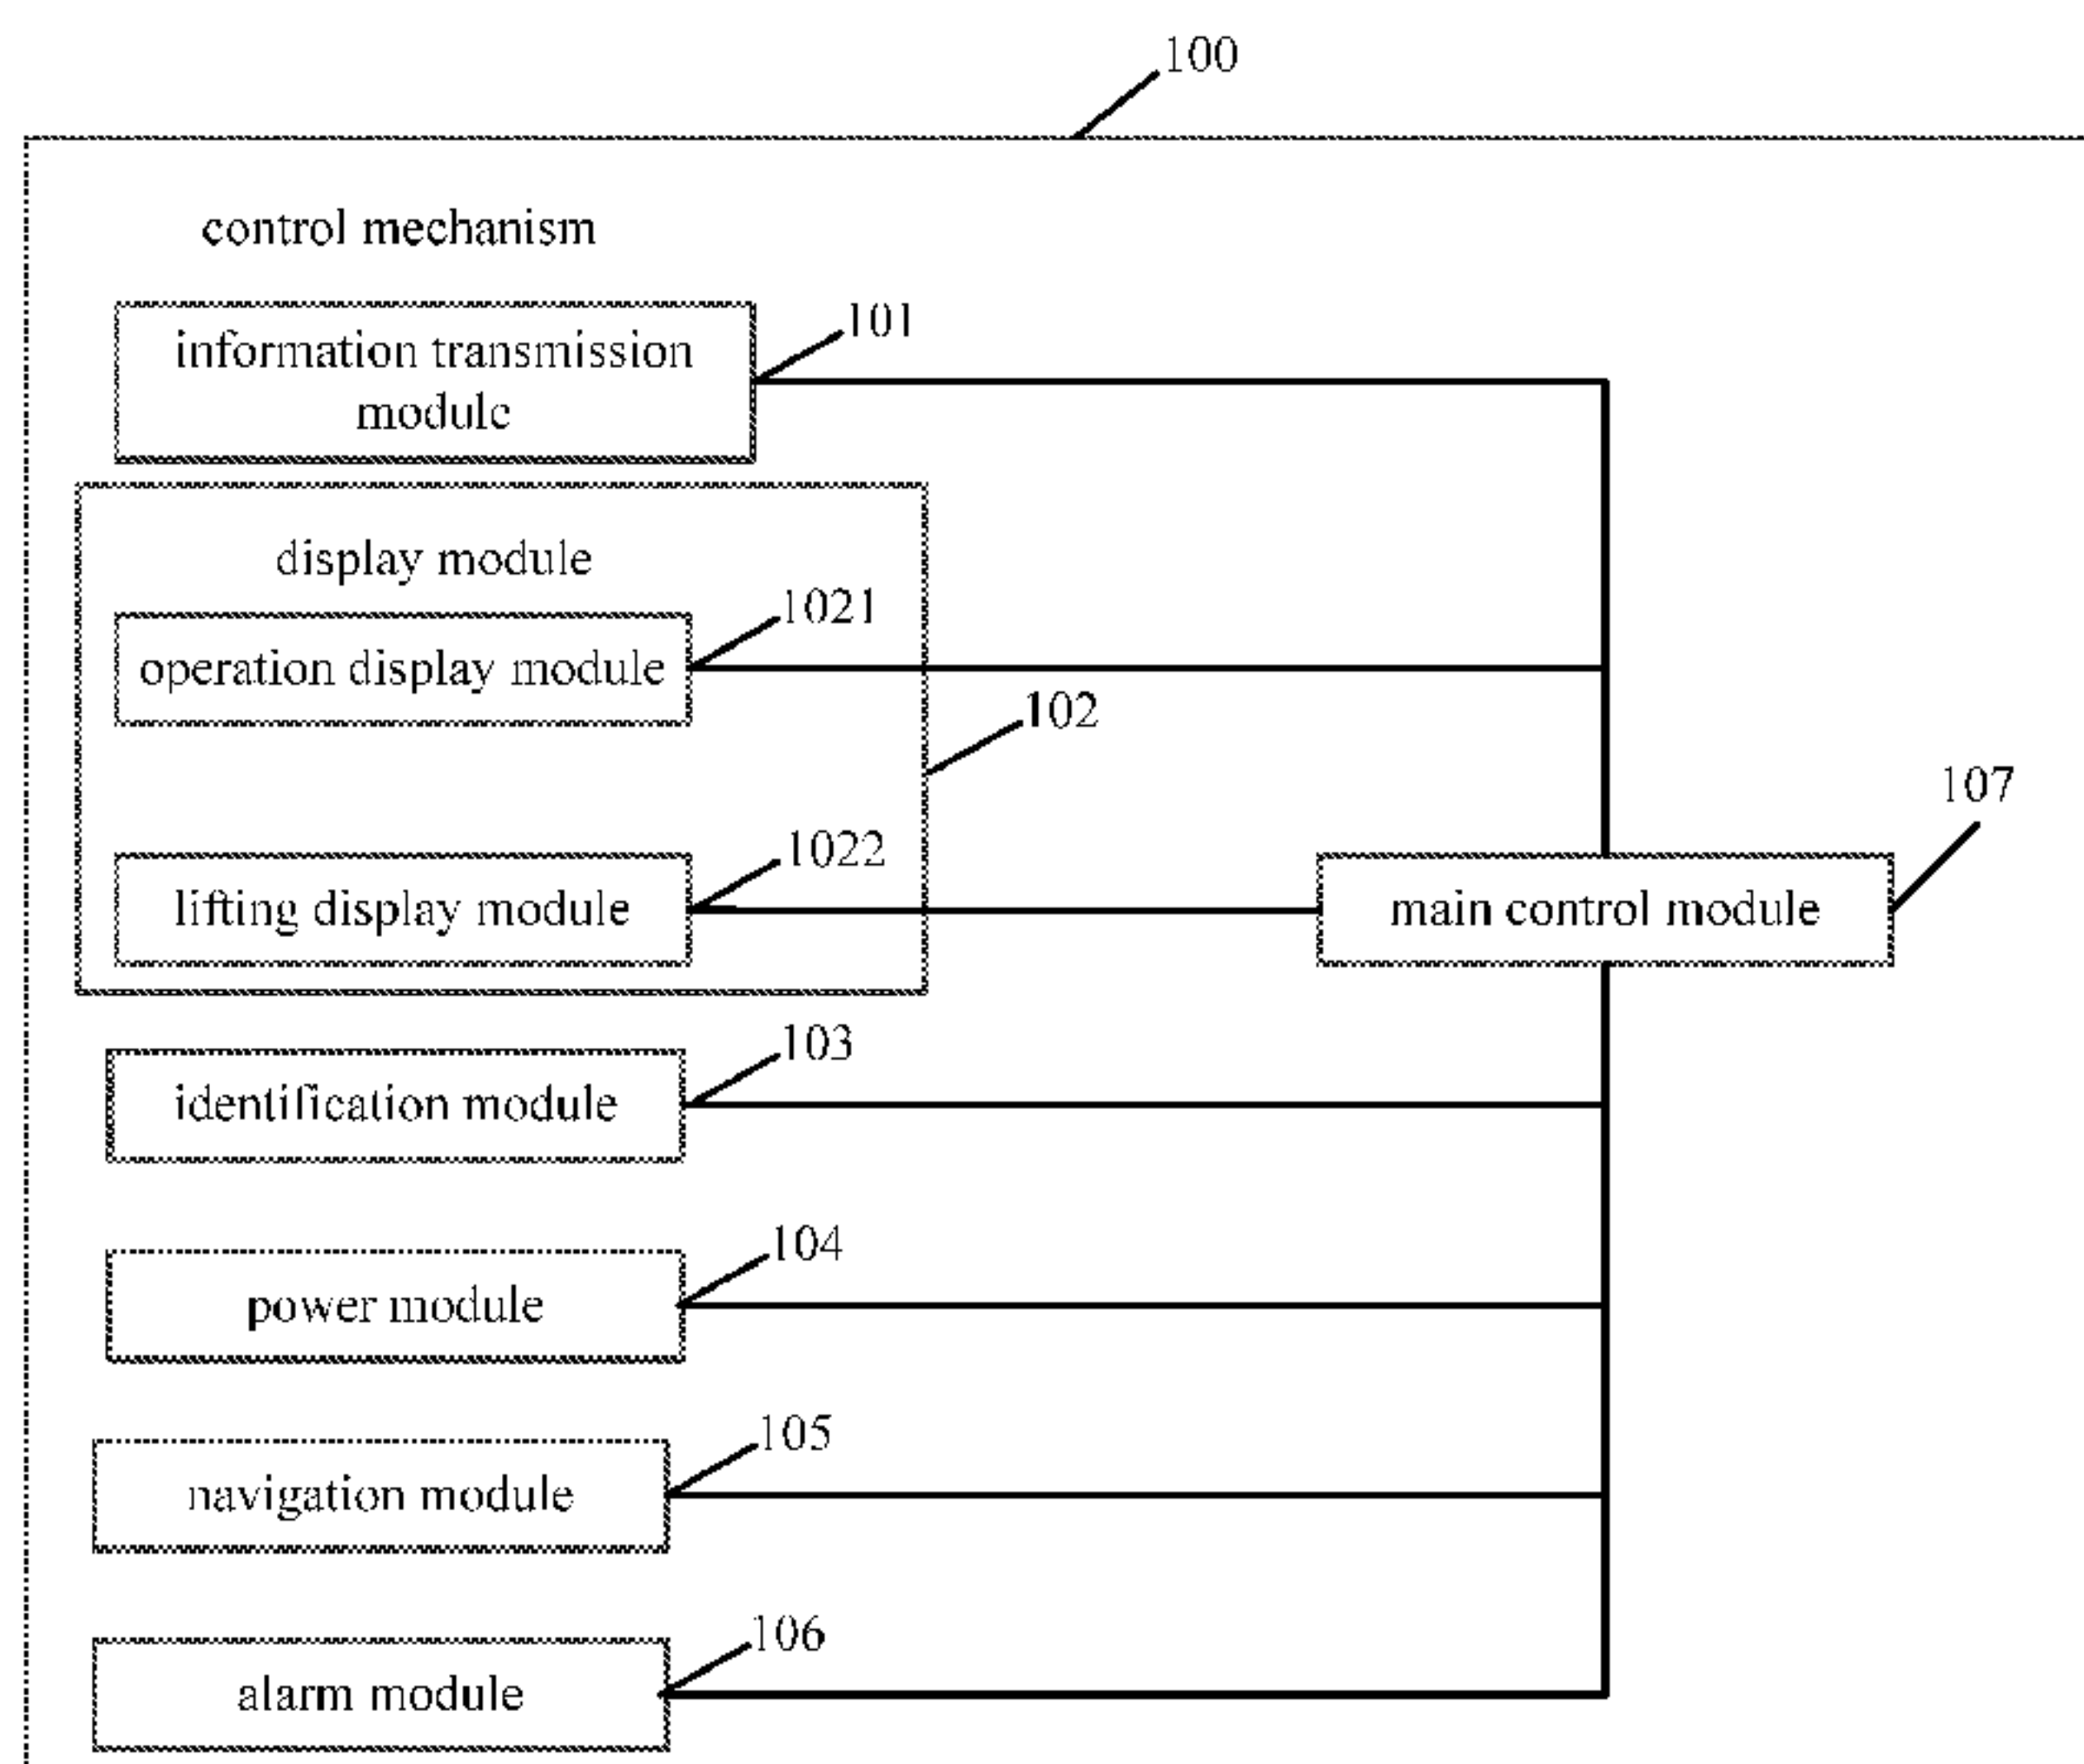 100
control mechanism
101
information transmission
module
display module
1021
operation display module
102
107
1022
lifting display module
main control module
103
identification module
104
power module
105
navigation module
106
alarm module